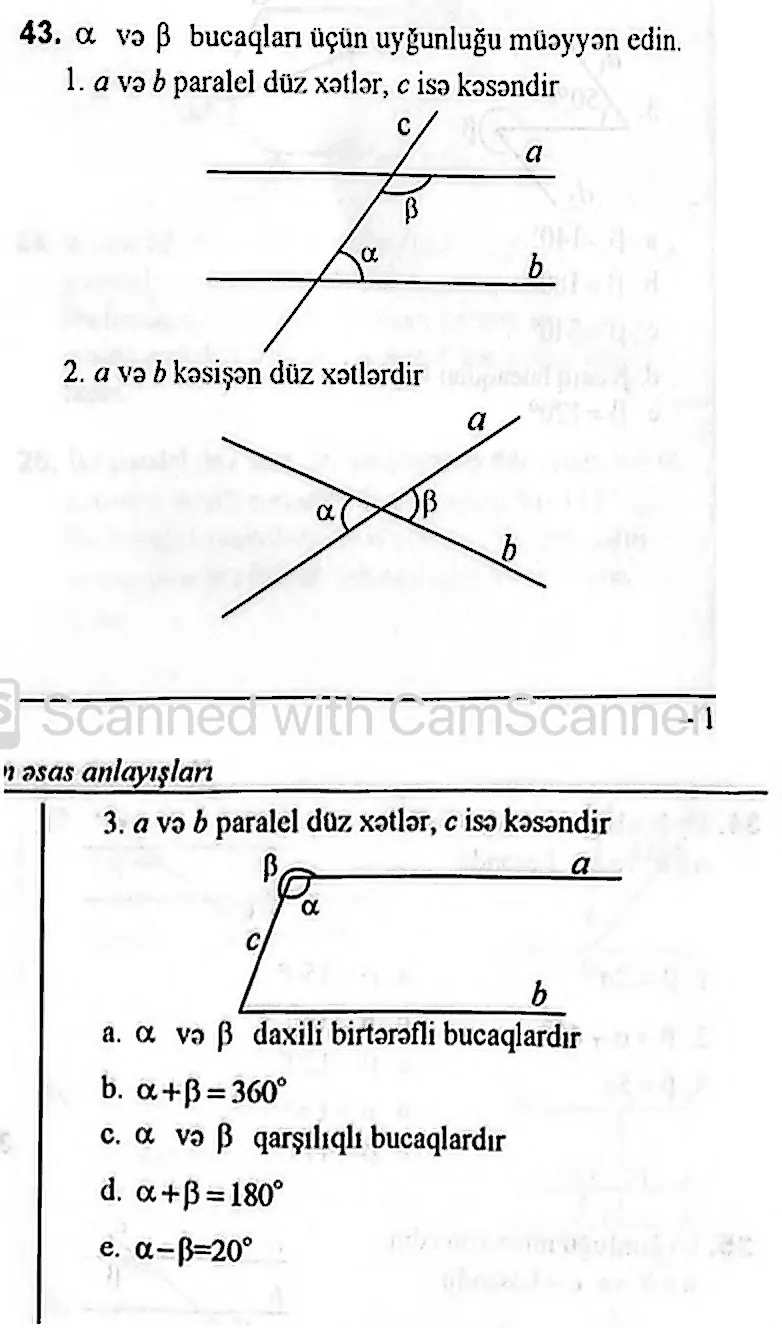 43. α və β bucaqları üçün uyğunluğu müəyyən edin.
1. a və b paralel düz xətlər, c isə kəsəndir
c
a
β
α
b
2. a və b kəsişən düz xətlərdir
a
α
β
b
Scanned with CamScanner
- 1
əsas anlayışları
3. a və b paralel düz xətlər, c isə kəsəndir
β
a
α
c
b
a. α və β daxili birtərəfli bucaqlardır
b. α+β=360°
c. α və β qarşılıqlı bucaqlardır
d. α+β=180°
e. α−β=20°